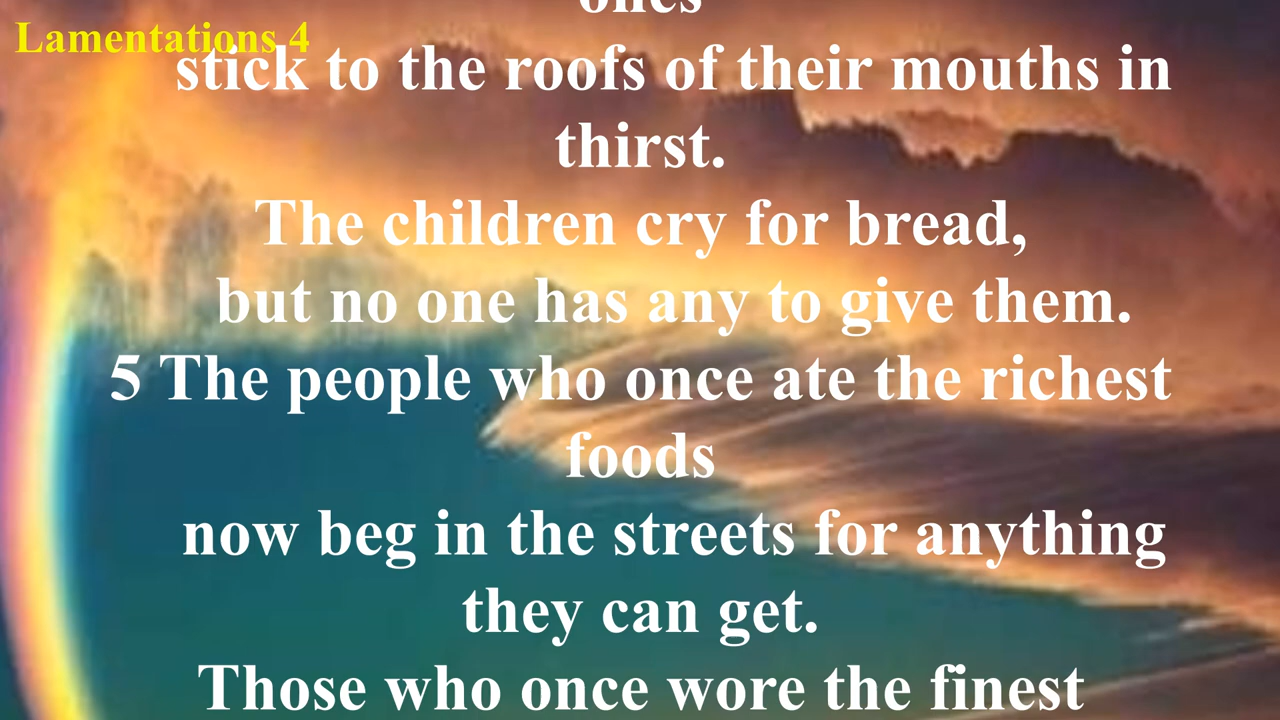 ones
Lamentations 4
stick to the roofs of their mouths in
thirst.
The children cry for bread,
but no one has any to give them.
5 The people who once ate the richest
foods
now beg in the streets for anything
they can get.
Those who once wore the finest